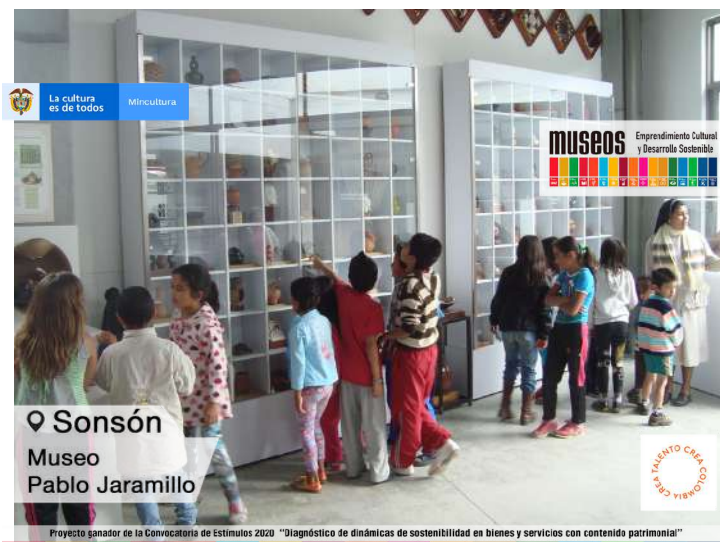 La cultura
es de todos
Mincultura
museos
Emprendimiento Cultural
y Desarrollo Sostenible
Sonsón
Museo
Pablo Jaramillo
CREA TALENTO CREA COLOMBIA
Proyecto ganador de la Convocatoria de Estímulos 2020 "Diagnóstico de dinámicas de sostenibilidad en bienes y servicios con contenido patrimonial"